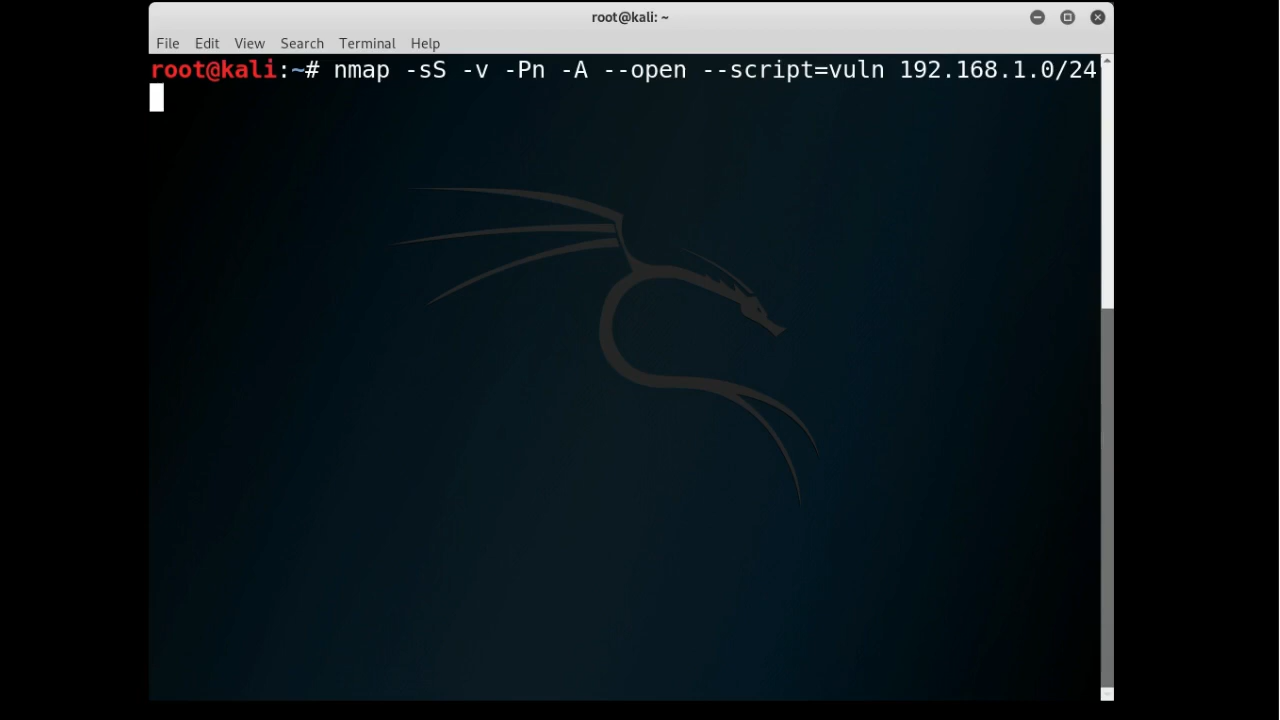 root@kali: ~
File Edit View Search Terminal Help
root@kali:~# nmap -sS -v -Pn -A --open --script=vuln 192.168.1.0/24